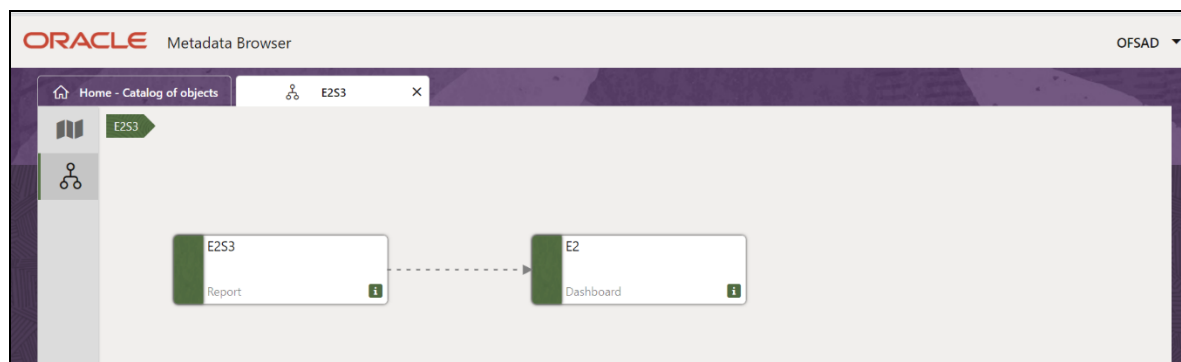 ORACLE Metadata Browser OFSAD
Home - Catalog of objects E2S3
E2S3
E2S3 E2
Report i Dashboard i